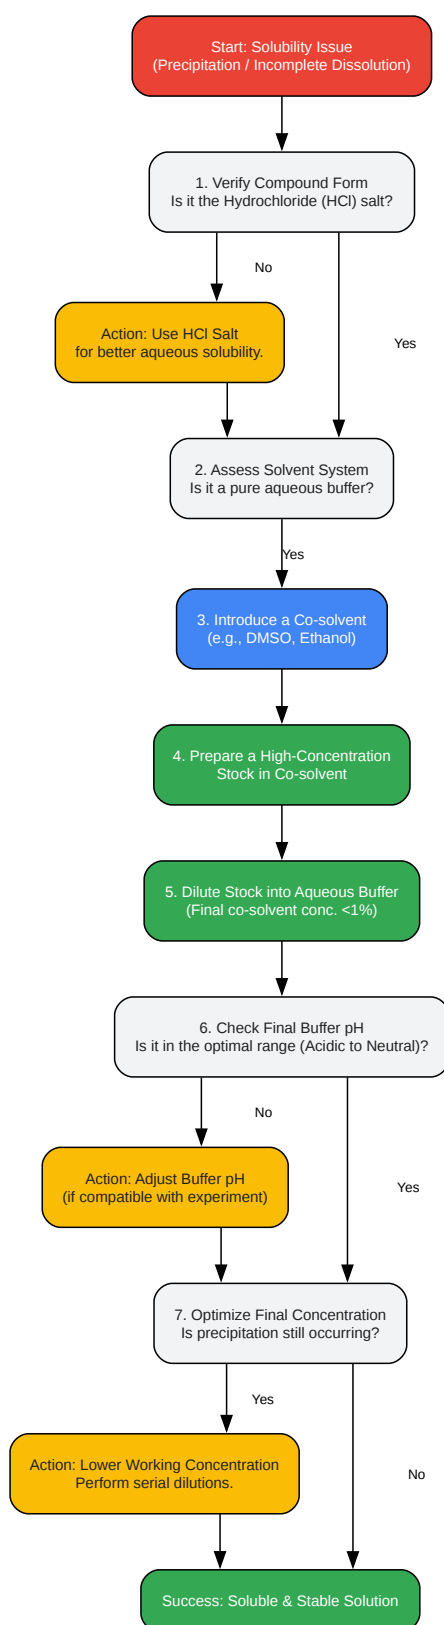 Start: Solubility Issue
(Precipitation / Incomplete Dissolution)
1. Verify Compound Form
Is it the Hydrochloride (HCl) salt?
No
Action: Use HCl Salt
for better aqueous solubility.
Yes
2. Assess Solvent System
Is it a pure aqueous buffer?
Yes
3. Introduce a Co-solvent
(e.g., DMSO, Ethanol)
4. Prepare a High-Concentration
Stock in Co-solvent
5. Dilute Stock into Aqueous Buffer
(Final co-solvent conc. <1%)
6. Check Final Buffer pH
Is it in the optimal range (Acidic to Neutral)?
No
Action: Adjust Buffer pH
(if compatible with experiment)
Yes
7. Optimize Final Concentration
Is precipitation still occurring?
Yes
Action: Lower Working Concentration
Perform serial dilutions.
No
Success: Soluble & Stable Solution